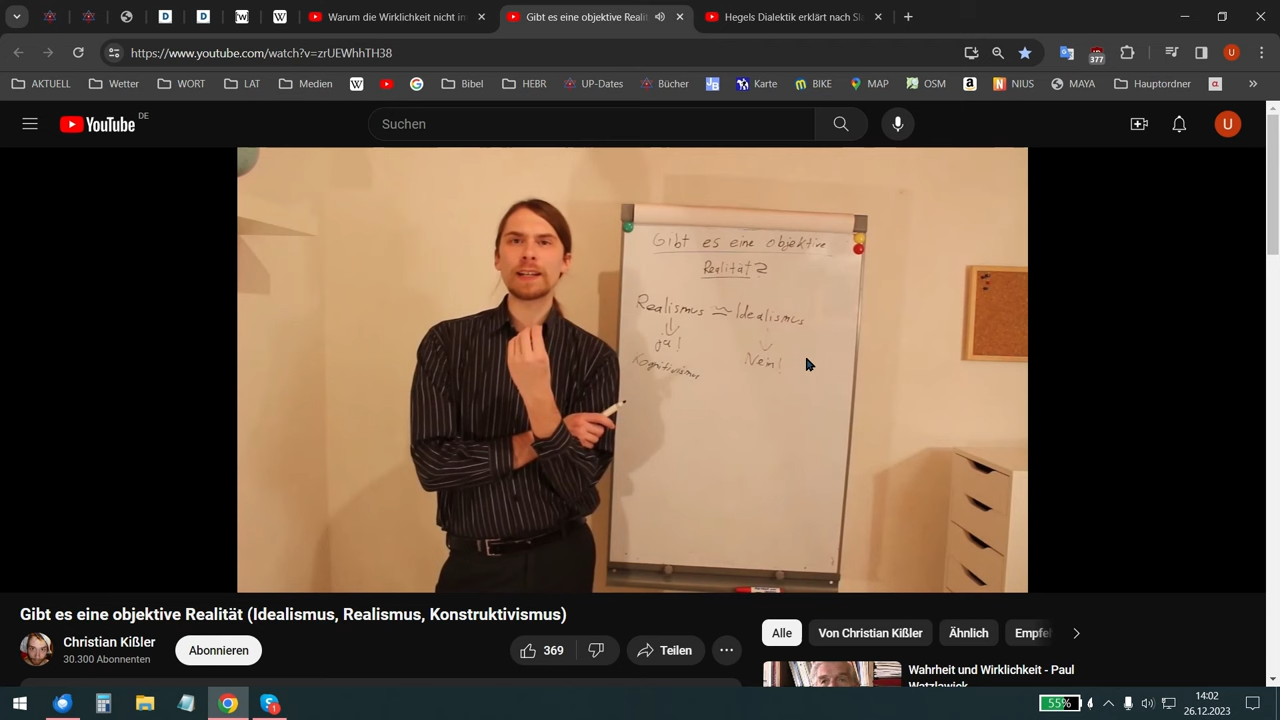 Warum die Wirklichkeit nicht in
Gibt es eine objektive Realit
Hegels Dialektik erklärt nach Sl
https://www.youtube.com/watch?v=zrUEWhhTH38
377
U
AKTUELL
Wetter
WORT
LAT
Medien
Bibel
HEBR
UP-Dates
Bücher
Karte
BIKE
MAP
OSM
NIUS
MAYA
Hauptordner
YouTube DE
Suchen
U
Gibt es eine objektive
Realität?
Realismus Idealismus
ja! Nein!
Kognitivismus
Gibt es eine objektive Realität (Idealismus, Realismus, Konstruktivismus)
Christian Kißler
30.300 Abonnenten
Abonnieren
369
Teilen
Alle
Von Christian Kißler
Ähnlich
Empfe
Wahrheit und Wirklichkeit - Paul
Watzlawick
55%
14:02
26.12.2023